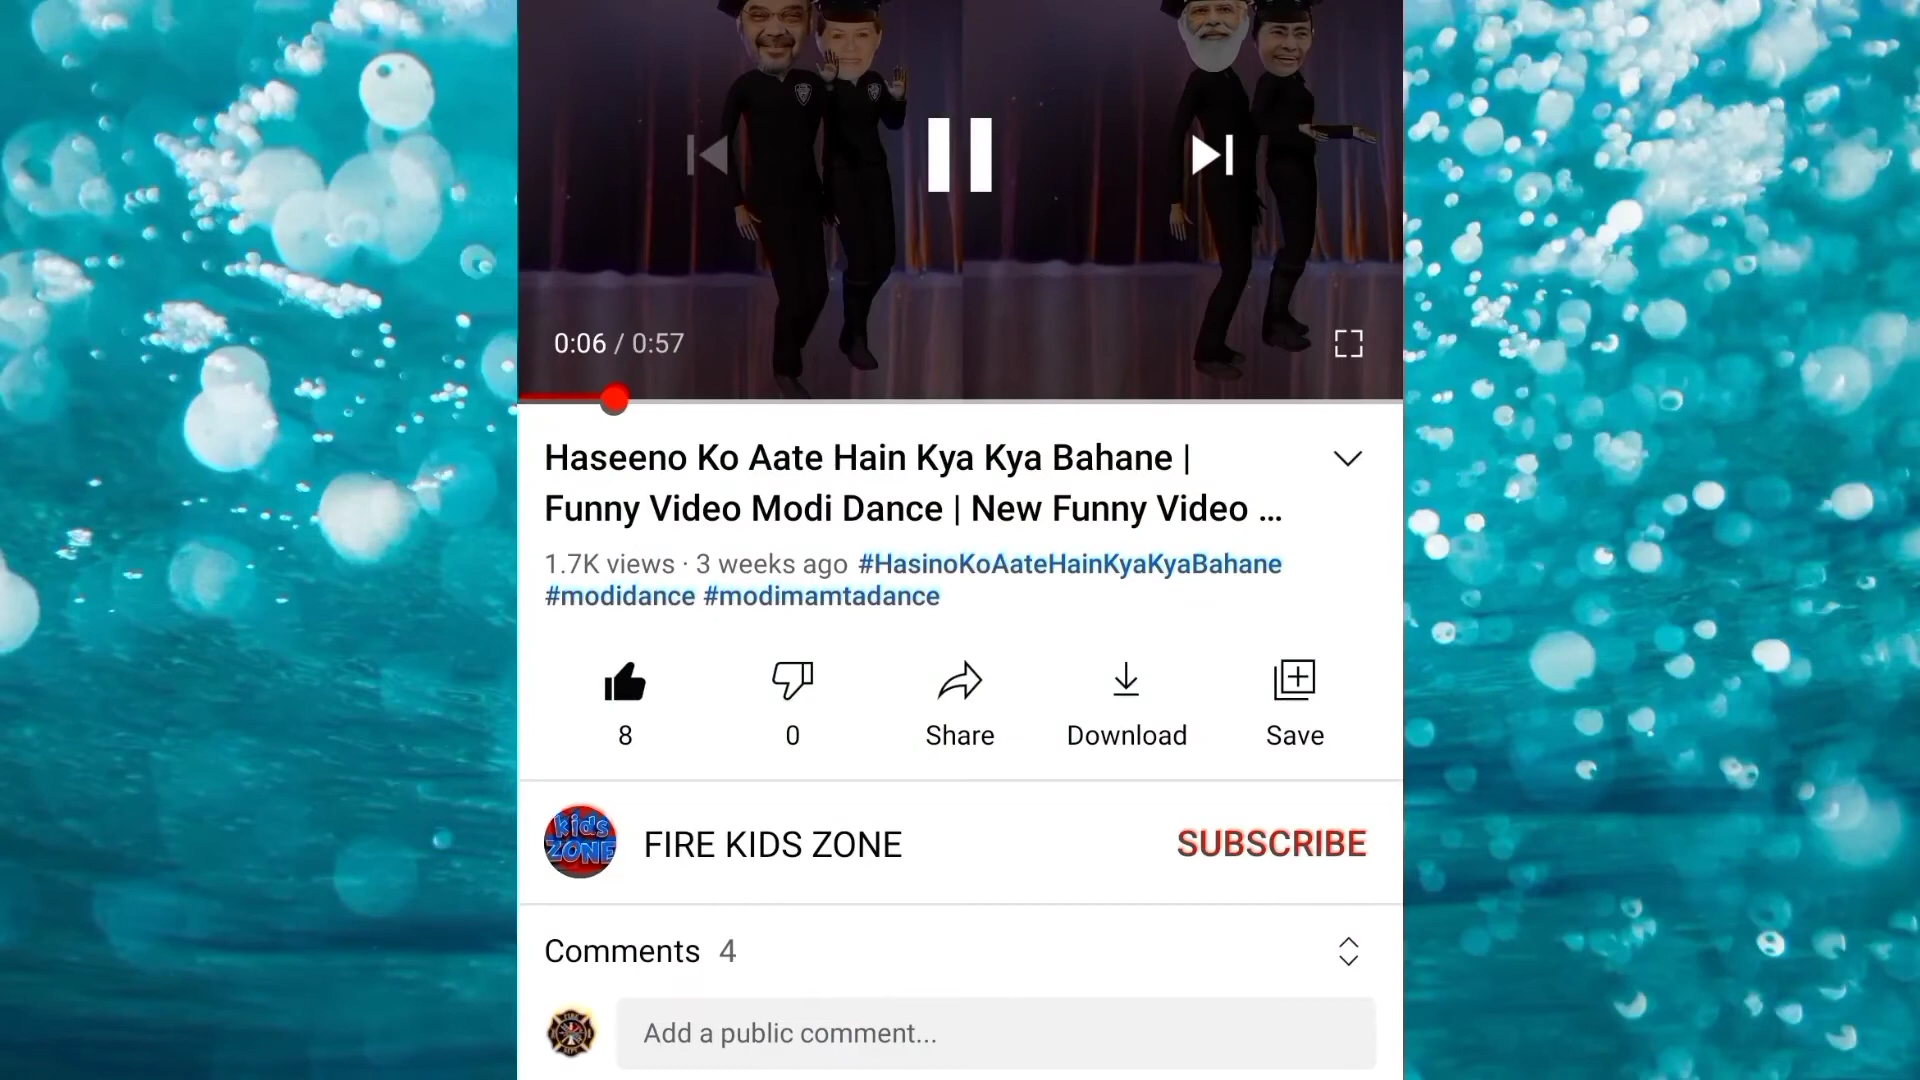 0:06 / 0:57
Haseeno Ko Aate Hain Kya Kya Bahane |
Funny Video Modi Dance | New Funny Video ...
1.7K views · 3 weeks ago #HasinoKoAateHainKyaKyaBahane
#modidance #modimamtadance
8
0
Share
Download
Save
kids
ZONE
FIRE KIDS ZONE
SUBSCRIBE
Comments 4
Add a public comment...